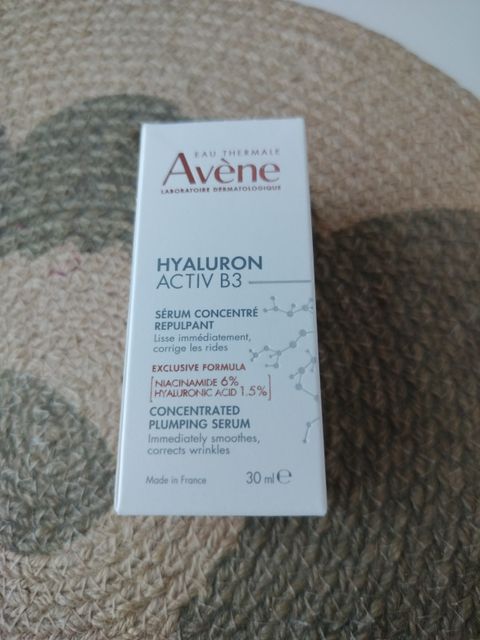 EAU THERMALE
Avène
LABORATOIRE DERMATOLOGIQUE
HYALURON
ACTIV B3
SÉRUM CONCENTRÉ
REPULPANT
Lisse immédiatement,
corrige les rides
EXCLUSIVE FORMULA
NIACINAMIDE 6%
HYALURONIC ACID 1.5%
CONCENTRATED
PLUMPING SERUM
Immediately smoothes,
corrects wrinkles
Made in France 30 ml ℮